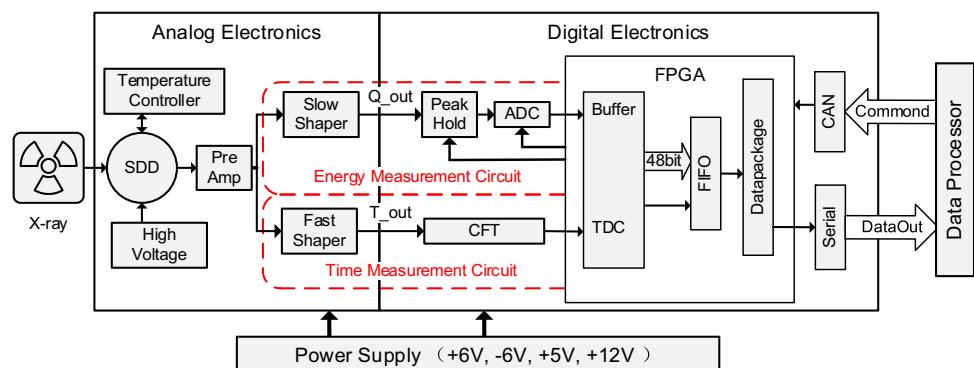 Analog Electronics
Digital Electronics
Temperature
Controller
SDD
High
Voltage
X-ray
Pre
Amp
Slow
Shaper
Q_out
Peak
Hold
ADC
Energy Measurement Circuit
Fast
Shaper
T_out
CFT
Time Measurement Circuit
FPGA
Buffer
TDC
48bit
FIFO
Datapackage
CAN
Commond
Serial
DataOut
Data Processor
Power Supply （+6V, -6V, +5V, +12V ）